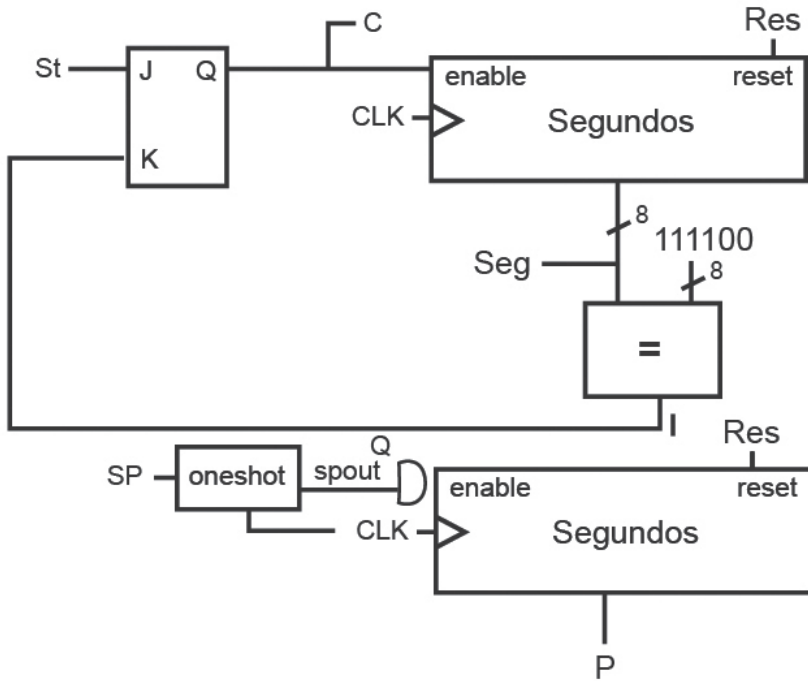 Res
C
St
J
Q
enable
reset
CLK
Segundos
K
8
111100
Seg
8
=
I
Q
Res
SP
oneshot
spout
enable
reset
CLK
Segundos
P